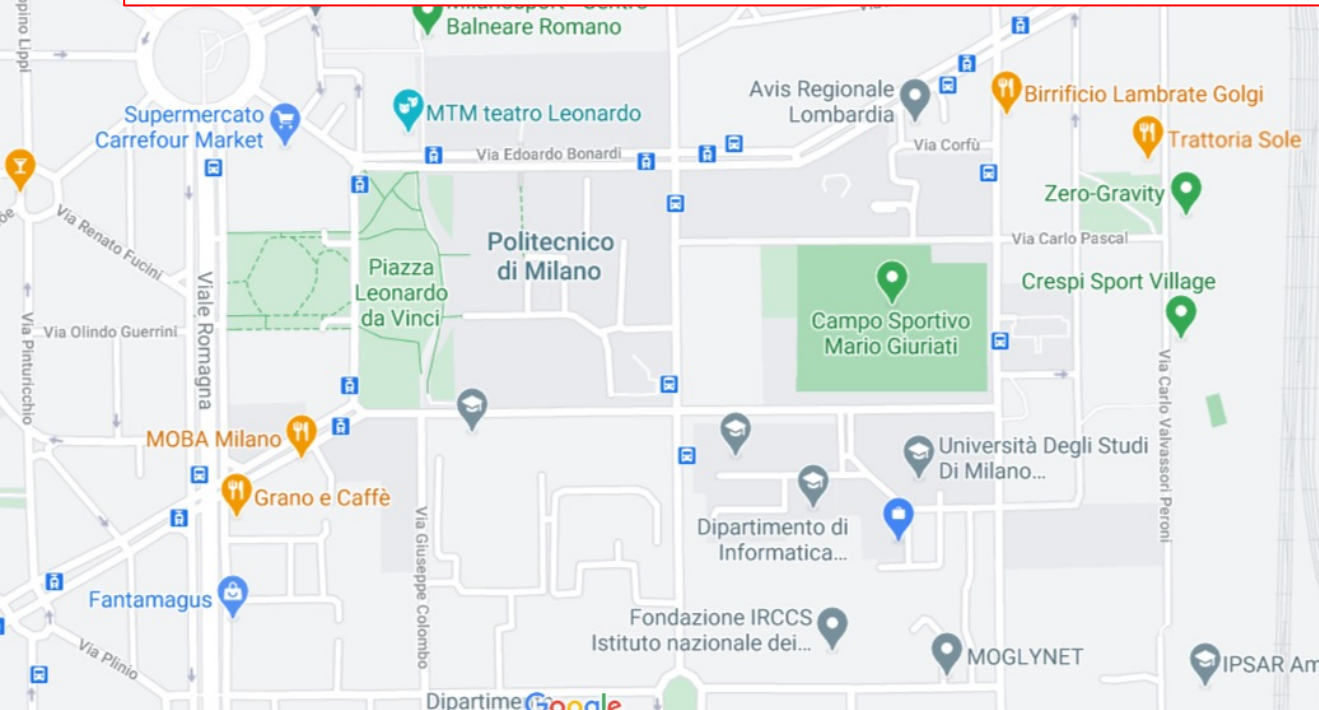 Balneare Romano
MTM teatro Leonardo
Supermercato
Carrefour Market
Avis Regionale
Lombardia
Birrificio Lambrate Golgi
Trattoria Sole
Via Edoardo Bonardi
Via Corfù
Zero-Gravity
Via Renato Fucini
Politecnico
di Milano
Via Carlo Pascal
Piazza
Leonardo
da Vinci
Viale Romagna
Crespi Sport Village
Campo Sportivo
Mario Giuriati
Via Olindo Guerrini
Via Pinturicchio
Via Carlo Valvassori Peroni
MOBA Milano
Grano e Caffè
Università Degli Studi
Di Milano...
Via Giuseppe Colombo
Dipartimento di
Informatica...
Fantamagus
Fondazione IRCCS
Istituto nazionale dei...
Via Plinio
MOGLYNET
IPSAR Am
Dipartime
Google